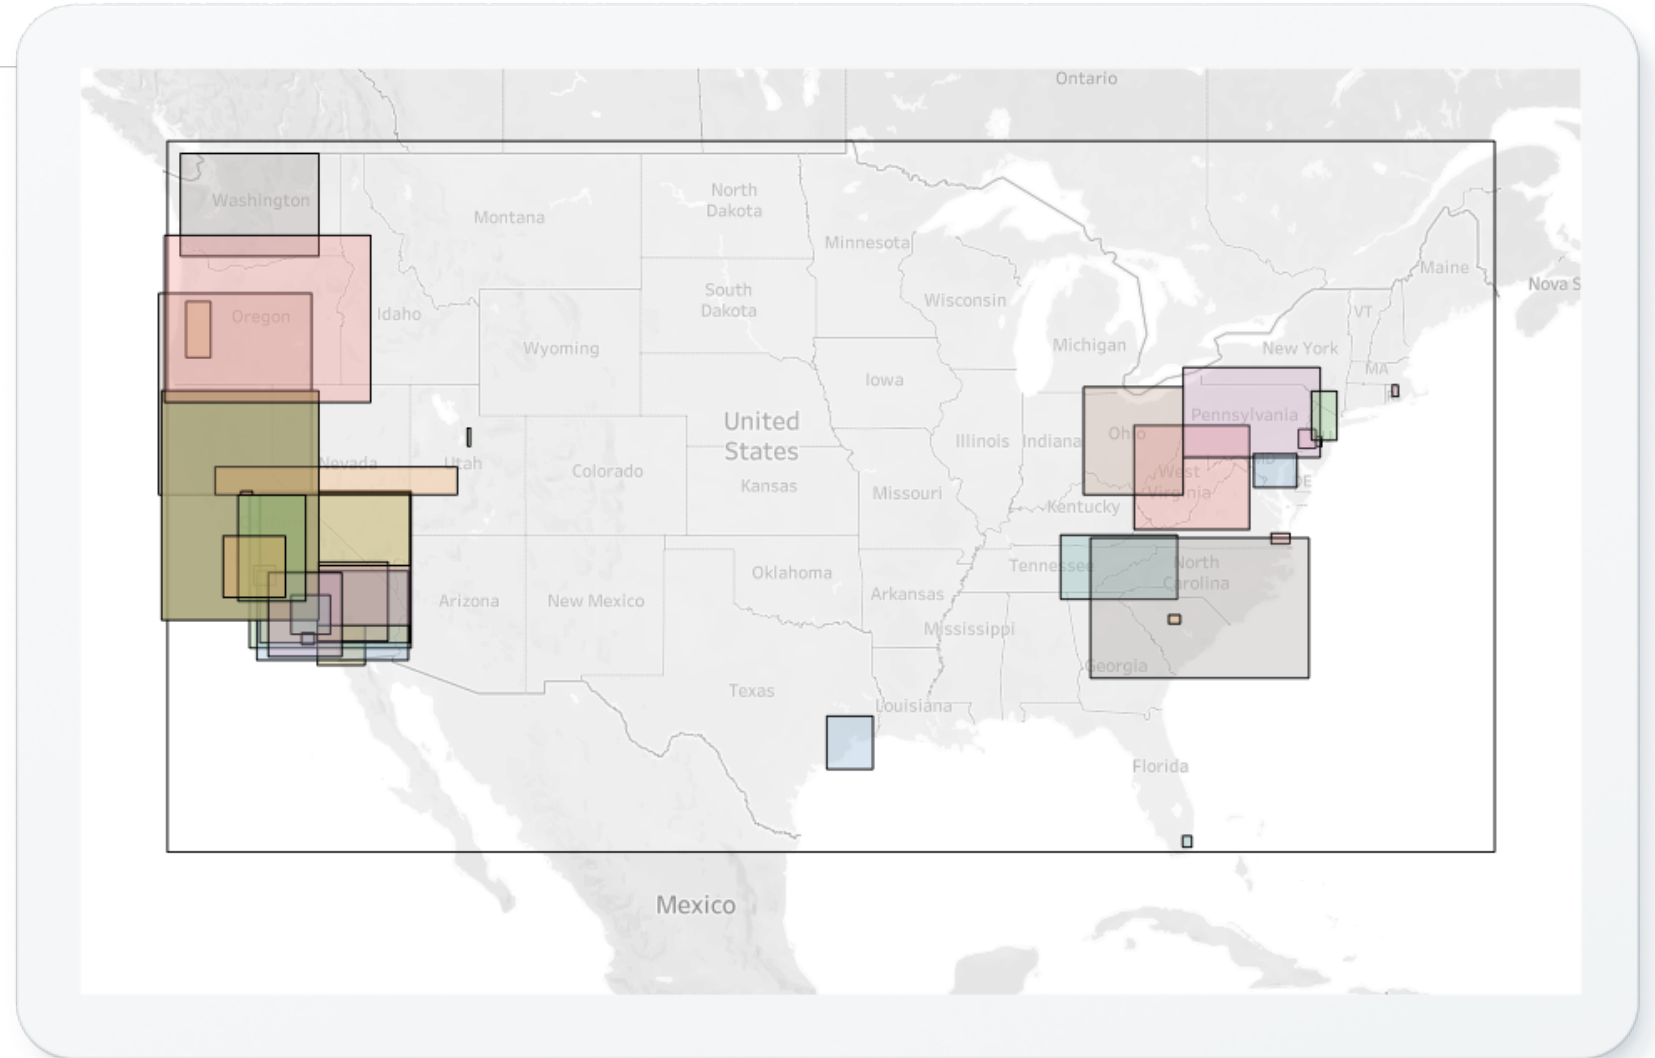 Ontario
Washington
Montana
North
Dakota
Minnesota
Maine
Nova S
South
Dakota
Wisconsin
VT
Oregon
Idaho
Wyoming
Michigan
New York
MA
Iowa
Pennsylvania
United
States
Illinois
Indiana
Ohio
Nevada
Utah
Colorado
Kansas
Missouri
West
Virginia
MD
DE
Kentucky
Oklahoma
Tennessee
North
Carolina
Arizona
New Mexico
Arkansas
Mississippi
Georgia
Texas
Louisiana
Florida
Mexico